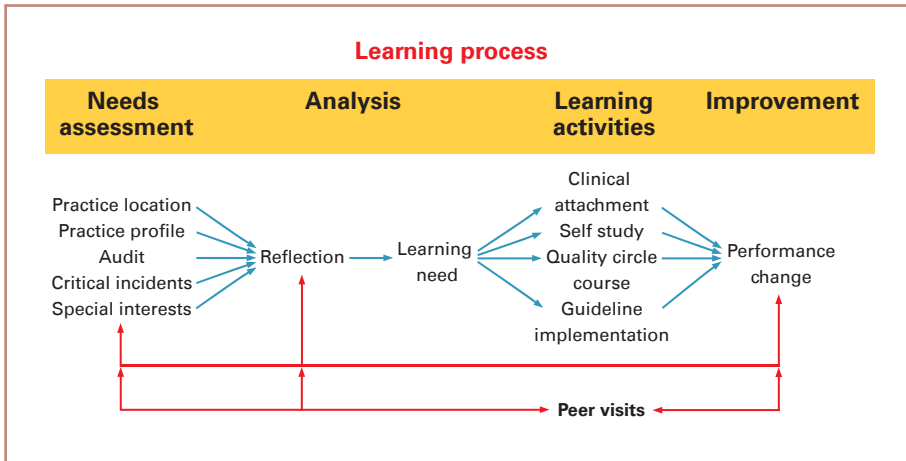 Learning process
Needs
assessment
Analysis
Learning
activities
Improvement
Practice location
Practice profile
Audit
Critical incidents
Special interests
Reflection
Learning
need
Clinical
attachment
Self study
Quality circle
course
Guideline
implementation
Performance
change
Peer visits